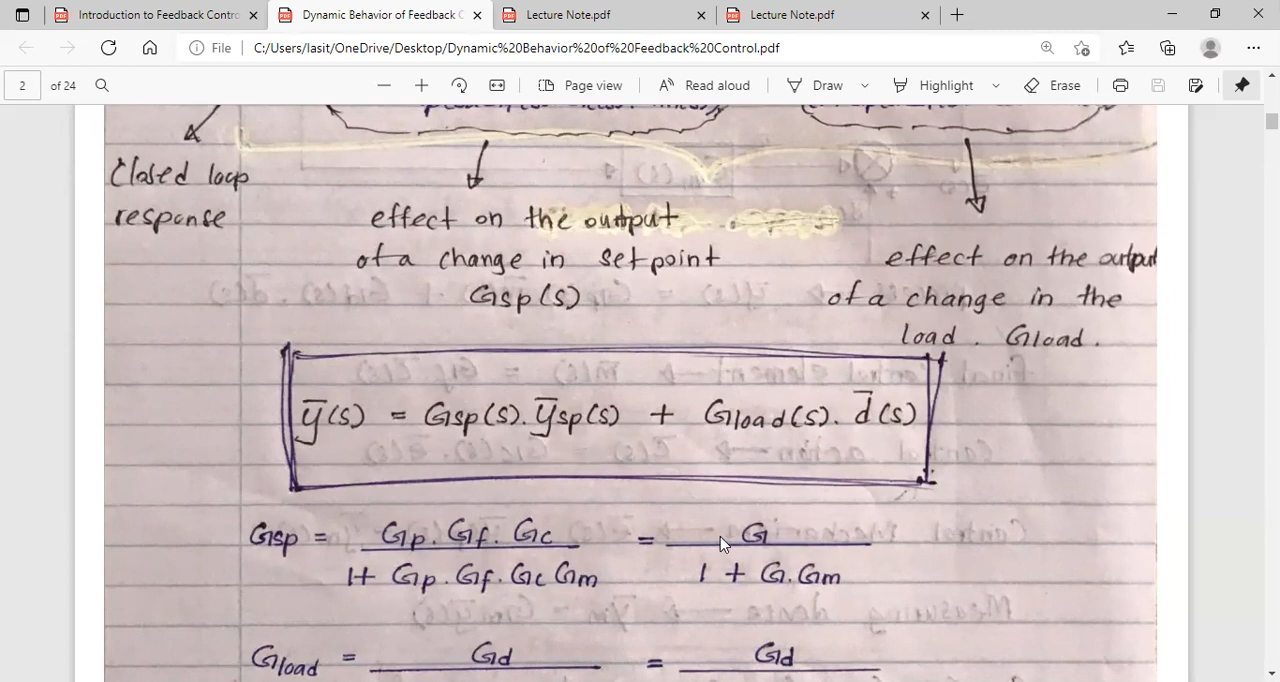 Introduction to Feedback Contro
Dynamic Behavior of Feedback C
Lecture Note.pdf
Lecture Note.pdf
File
C:/Users/lasit/OneDrive/Desktop/Dynamic%20Behavior%20of%20Feedback%20Control.pdf
2 of 24
Page view
Read aloud
Draw
Highlight
Erase
Closed loop
response
effect on the output
of a change in setpoint
Gsp(s)
effect on the output
of a change in the
load. Gload.
ȳ(s) = Gsp(s).ȳsp(s) + Gload(s).d̄(s)
Gsp = Gp.Gf.Gc = G
1+ Gp.Gf.Gc Gm 1 + G.Gm
Gload = Gd = Gd